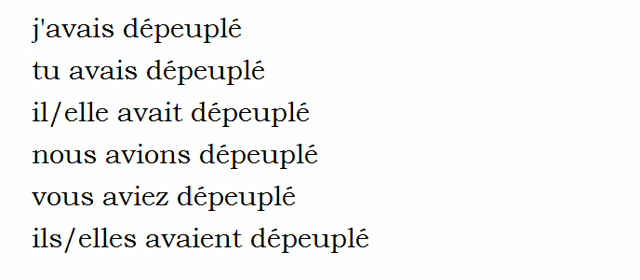 j'avais dépeuplé
tu avais dépeuplé
il/elle avait dépeuplé
nous avions dépeuplé
vous aviez dépeuplé
ils/elles avaient dépeuplé